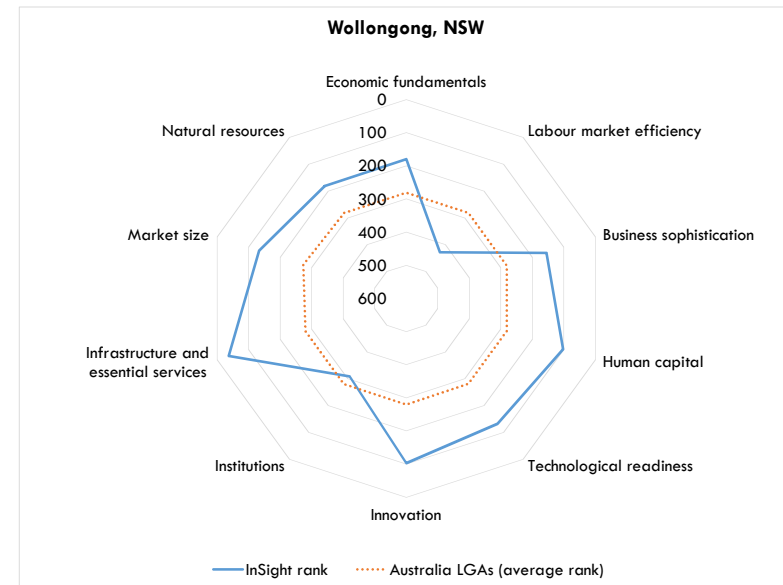 Wollongong, NSW
Economic fundamentals
0
Natural resources
Labour market efficiency
100
200
300
Market size
Business sophistication
400
500
600
Infrastructure and
essential services
Human capital
Institutions
Technological readiness
Innovation
InSight rank
Australia LGAs (average rank)